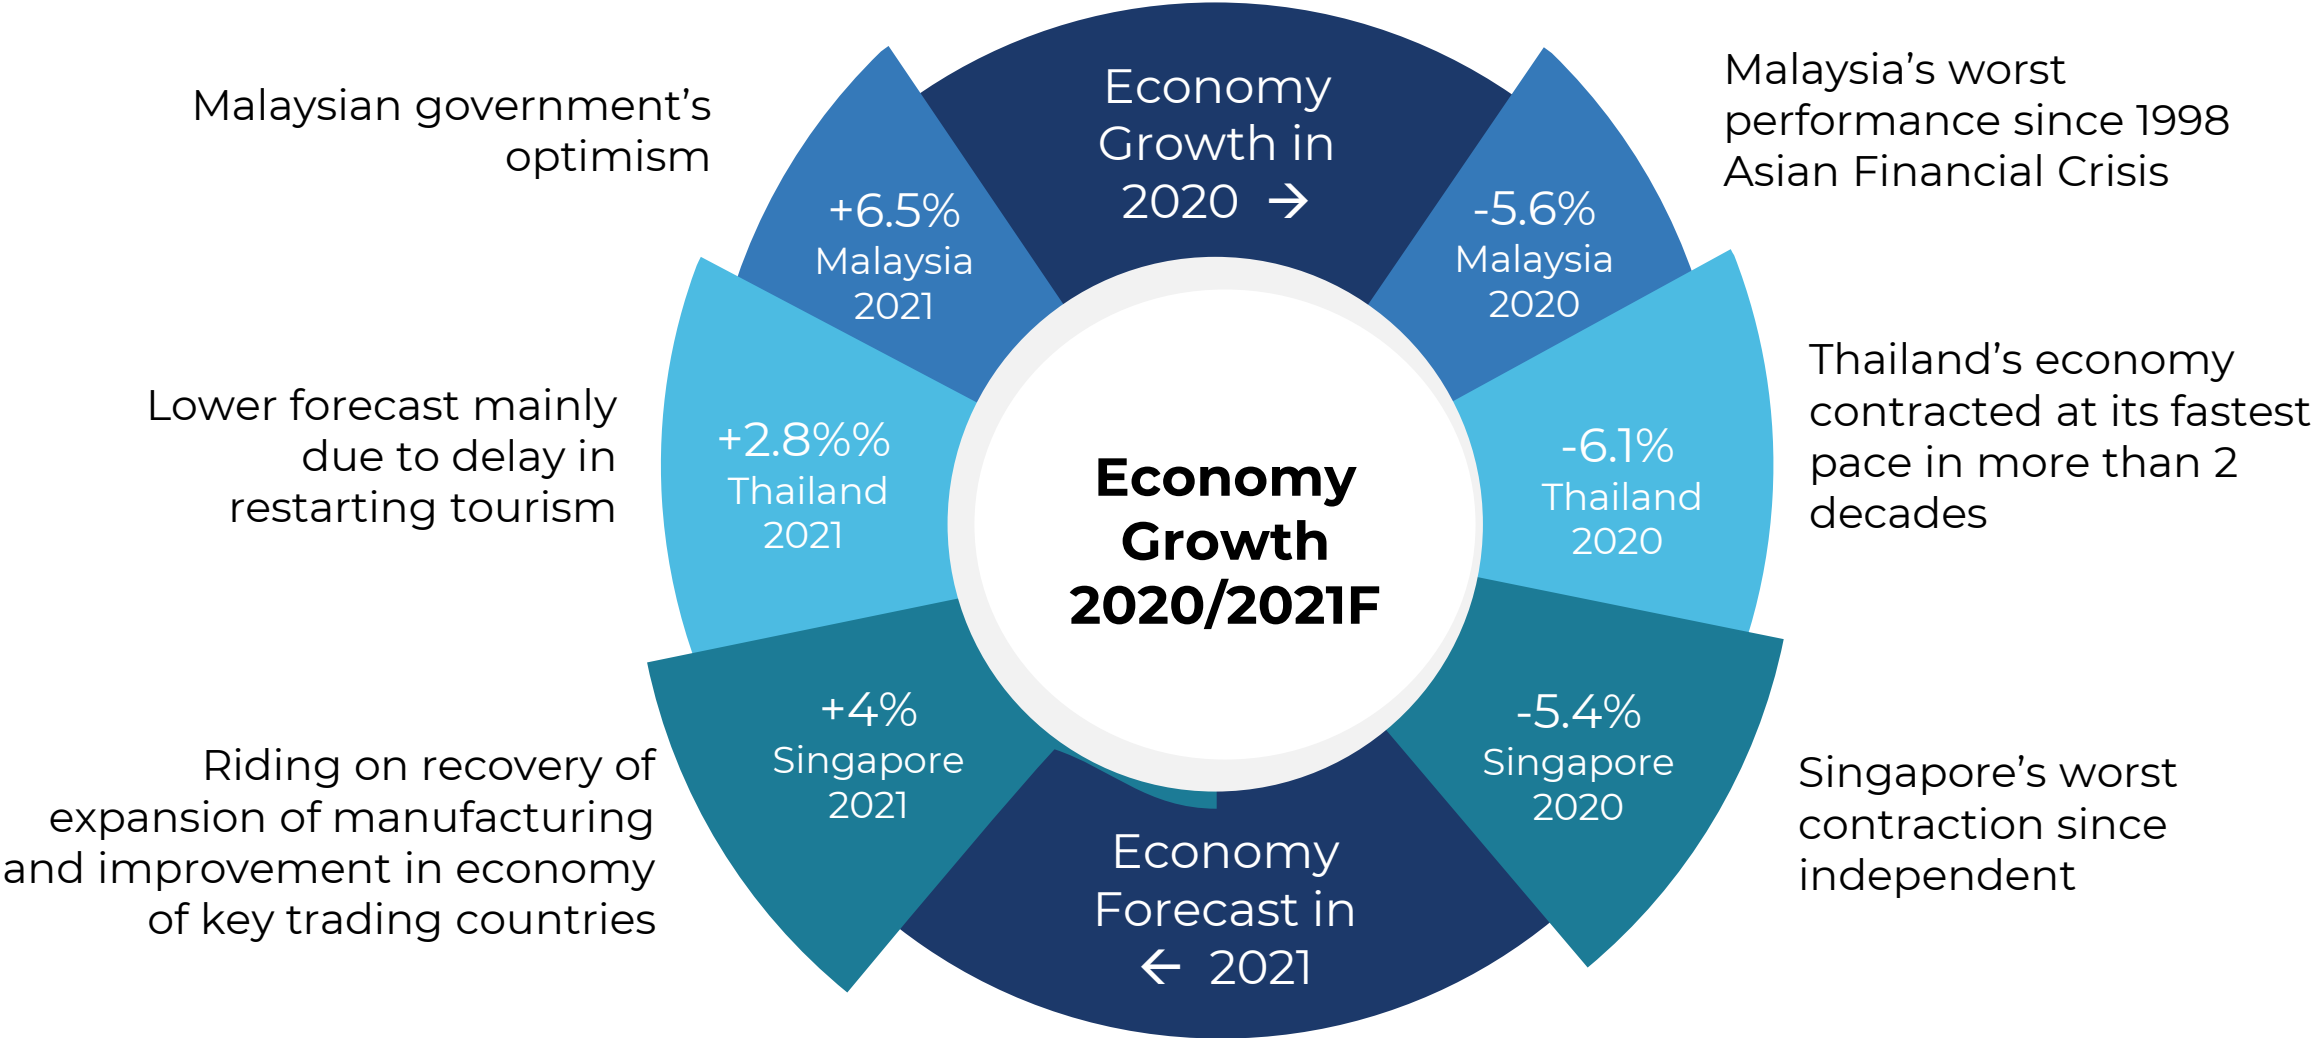 Economy
Growth in
2020 →
Malaysian government’s
optimism
+6.5%
Malaysia
2021
-5.6%
Malaysia
2020
Malaysia’s worst
performance since 1998
Asian Financial Crisis
Lower forecast mainly
due to delay in
restarting tourism
+2.8%%
Thailand
2021
Economy
Growth
2020/2021F
-6.1%
Thailand
2020
Thailand’s economy
contracted at its fastest
pace in more than 2
decades
Riding on recovery of
expansion of manufacturing
and improvement in economy
of key trading countries
+4%
Singapore
2021
-5.4%
Singapore
2020
Singapore’s worst
contraction since
independent
Economy
Forecast in
← 2021